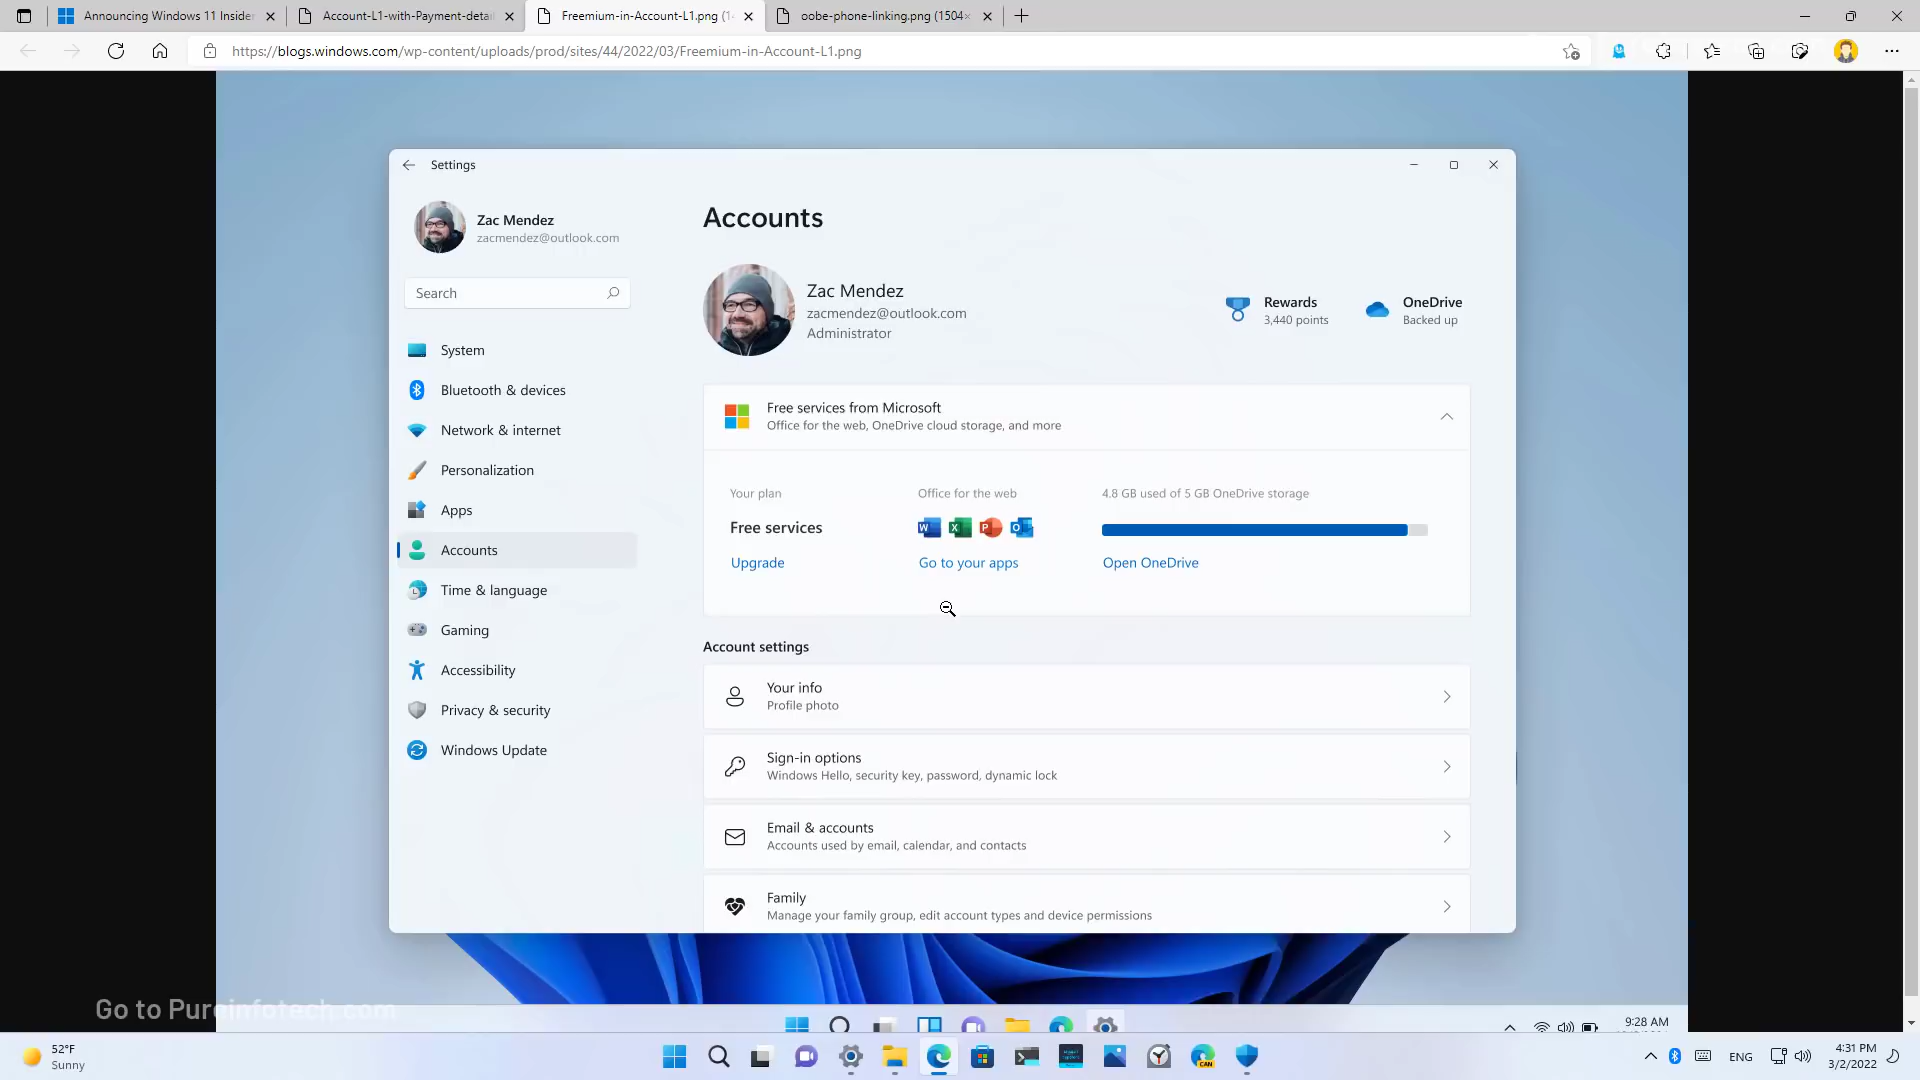 Announcing Windows 11 Insider
Account-L1-with-Payment-detai
Freemium-in-Account-L1.png (1
oobe-phone-linking.png (1504×
https://blogs.windows.com/wp-content/uploads/prod/sites/44/2022/03/Freemium-in-Account-L1.png
Settings
Zac Mendez
zacmendez@outlook.com
Search
System
Bluetooth & devices
Network & internet
Personalization
Apps
Accounts
Time & language
Gaming
Accessibility
Privacy & security
Windows Update
Accounts
Zac Mendez
zacmendez@outlook.com
Administrator
Rewards
3,440 points
OneDrive
Backed up
Free services from Microsoft
Office for the web, OneDrive cloud storage, and more
Your plan
Free services
Upgrade
Office for the web
Go to your apps
4.8 GB used of 5 GB OneDrive storage
Open OneDrive
Account settings
Your info
Profile photo
Sign-in options
Windows Hello, security key, password, dynamic lock
Email & accounts
Accounts used by email, calendar, and contacts
Family
Manage your family group, edit account types and device permissions
Go to Pureinfotech.com
9:28 AM
52°F
Sunny
CAN
ENG
4:31 PM
3/2/2022